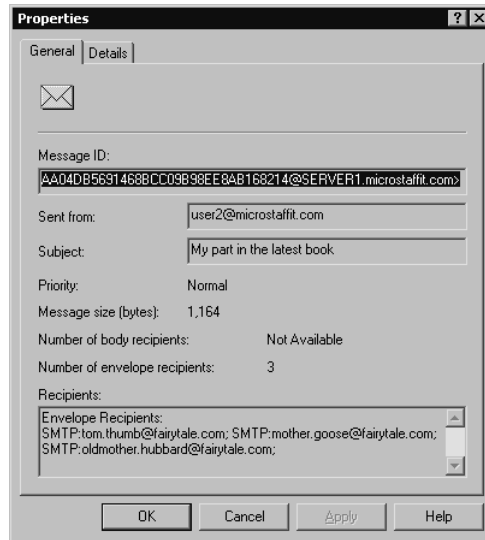 Properties
General Details
Message ID:
AA04DB5691468BCC09B98EE8AB168214@SERVER1.microstaffit.com>
Sent from: user2@microstaffit.com
Subject: My part in the latest book
Priority: Normal
Message size (bytes): 1,164
Number of body recipients: Not Available
Number of envelope recipients: 3
Recipients:
Envelope Recipients:
SMTP:tom.thumb@fairytale.com; SMTP:mother.goose@fairytale.com;
SMTP:oldmother.hubbard@fairytale.com;
OK Cancel Apply Help